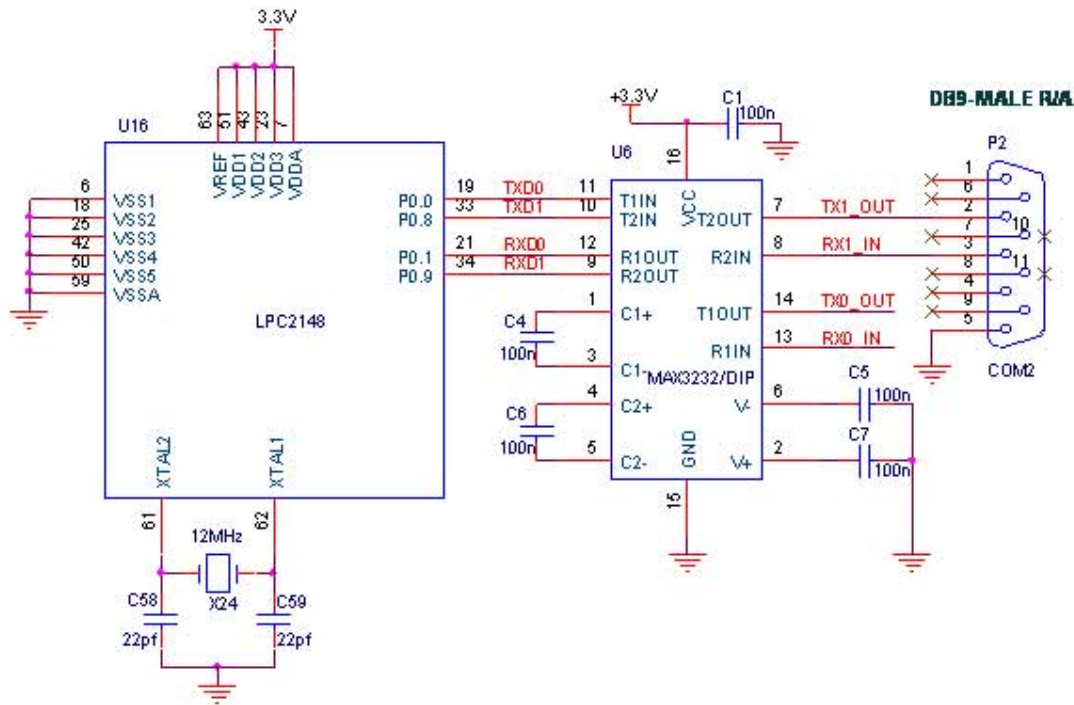 3.3V
U16
63
51
43
23
7
VREF
VDD1
VDD2
VDD3
VDDA
6
VSS1
18
VSS2
25
VSS3
42
VSS4
50
VSS5
59
VSSA
LPC2148
P0.0
19
TXD0
P0.8
33
TXD1
P0.1
21
RXD0
P0.9
34
RXD1
XTAL2
XTAL1
61
62
12MHz
X24
C58
22pf
C59
22pf
+3.3V
C1
100n
U6
16
VCC
11
T1IN
10
T2IN
12
R1OUT
9
R2OUT
1
C1+
C4
100n
3
C1-
4
C2+
C6
100n
5
C2-
MAX3232/DIP
GND
15
T2OUT
7
TX1_OUT
R2IN
8
RX1_IN
T1OUT
14
TX0_OUT
R1IN
13
RX0_IN
V-
6
C5
100n
V+
2
C7
100n
DB9-MALE R/A
P2
1
6
2
7
10
3
8
11
4
9
5
COM2